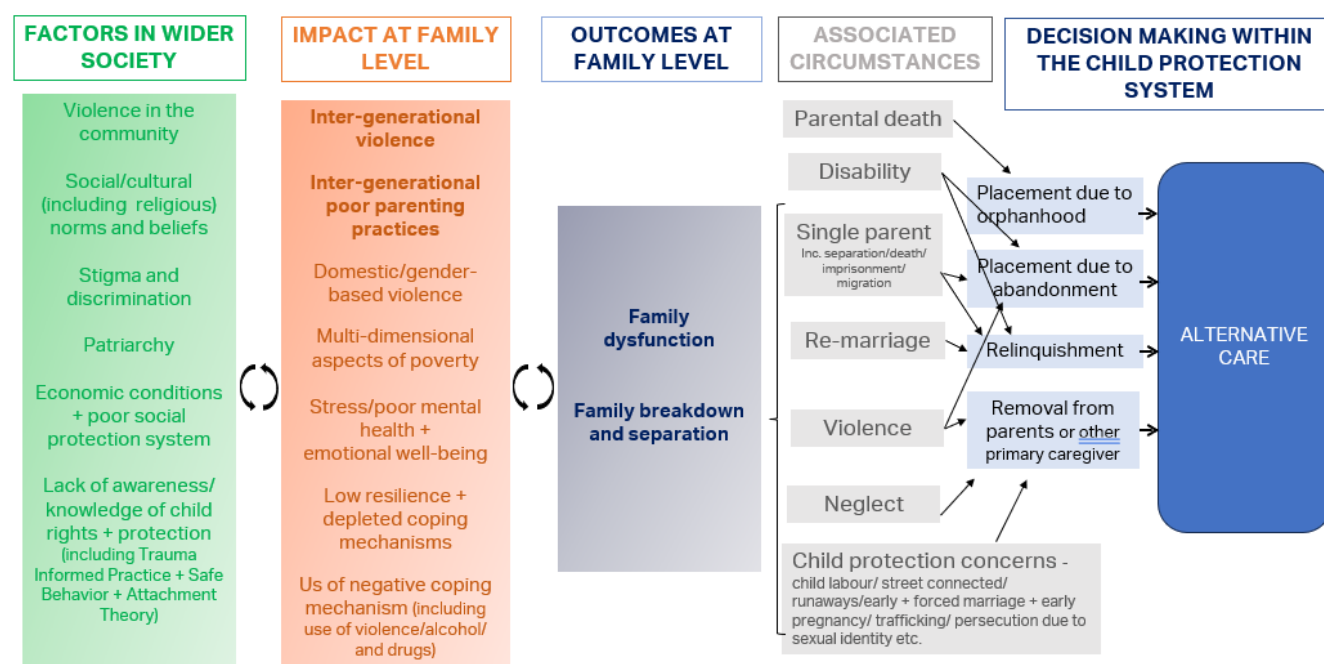 FACTORS IN WIDER
SOCIETY
IMPACT AT FAMILY
LEVEL
OUTCOMES AT
FAMILY LEVEL
ASSOCIATED
CIRCUMSTANCES
DECISION MAKING WITHIN
THE CHILD PROTECTION
SYSTEM
Violence in the
community
Social/cultural
(including religious)
norms and beliefs
Stigma and
discrimination
Patriarchy
Economic conditions
+ poor social
protection system
Lack of awareness/
knowledge of child
rights + protection
(including Trauma
Informed Practice + Safe
Behavior + Attachment
Theory)
Inter-generational
violence
Inter-generational
poor parenting
practices
Domestic/gender-
based violence
Multi-dimensional
aspects of poverty
Stress/poor mental
health +
emotional well-being
Low resilience +
depleted coping
mechanisms
Us of negative coping
mechanism (including
use of violence/alcohol/
and drugs)
Family
dysfunction
Family breakdown
and separation
Parental death
Disability
Single parent
Inc. separation/death/
imprisonment/
migration
Re-marriage
Violence
Neglect
Child protection concerns -
child labour/ street connected/
runaways/early + forced marriage + early
pregnancy/ trafficking/ persecution due to
sexual identity etc.
Placement due to
orphanhood
Placement due to
abandonment
Relinquishment
Removal from
parents or other
primary caregiver
ALTERNATIVE
CARE